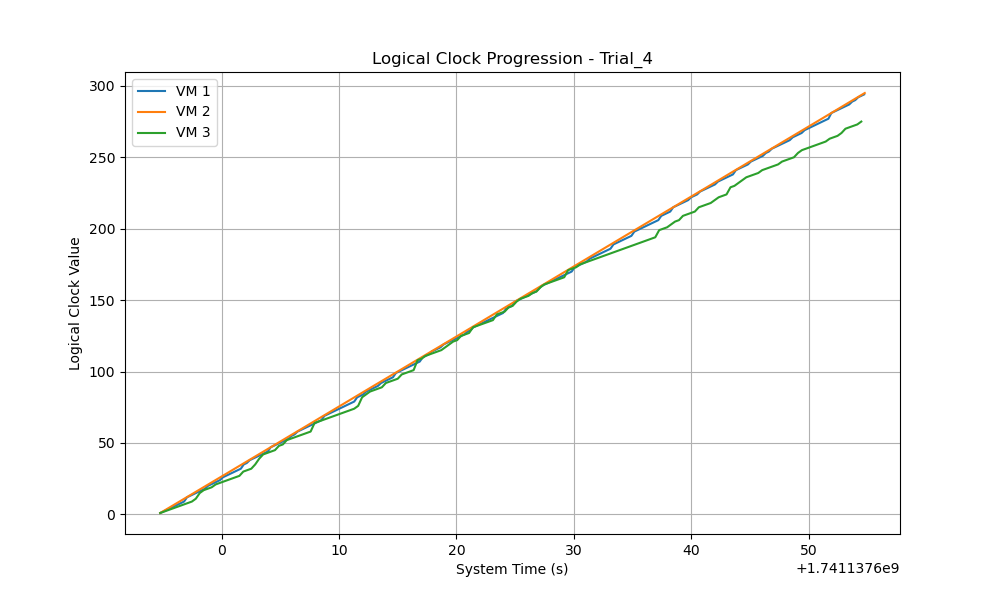 Logical Clock Progression - Trial_4
VM 1
VM 2
VM 3
Logical Clock Value
300
250
200
150
100
50
0
0 10 20 30 40 50
System Time (s)
+1.7411376e9